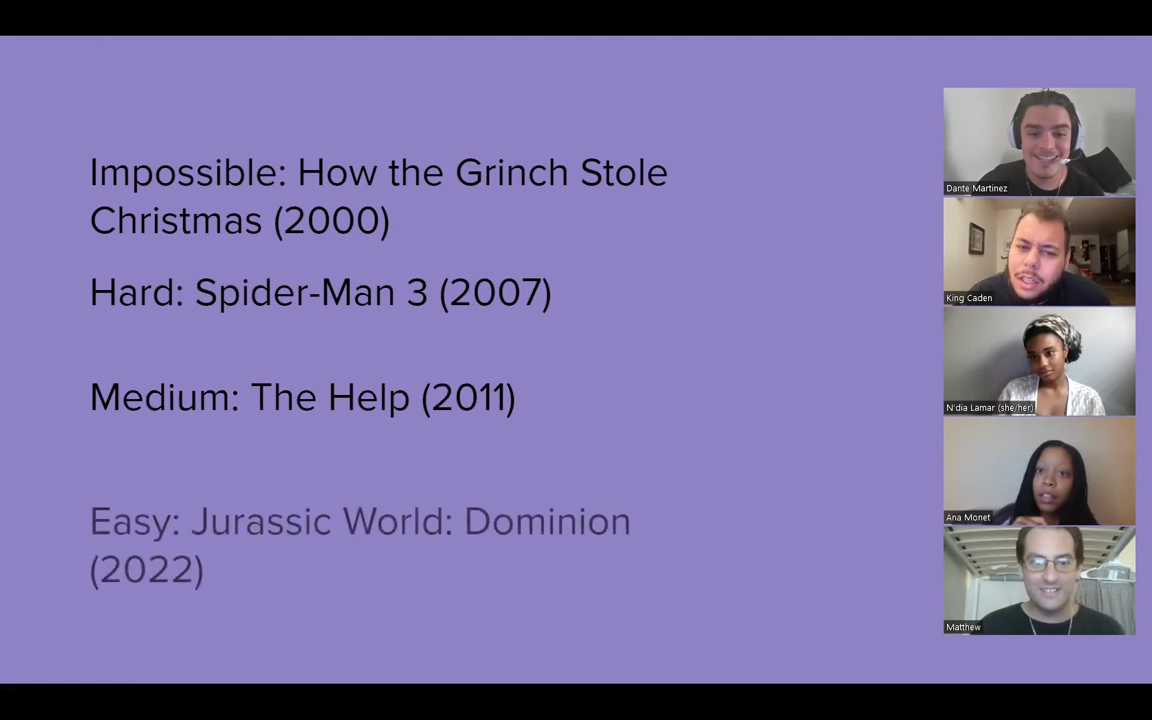 Impossible: How the Grinch Stole
Christmas (2000)
Hard: Spider-Man 3 (2007)
Medium: The Help (2011)
Easy: Jurassic World: Dominion
(2022)
Dante Martinez
King Caden
N'dia Lamar (she/her)
Ana Monet
Matthew